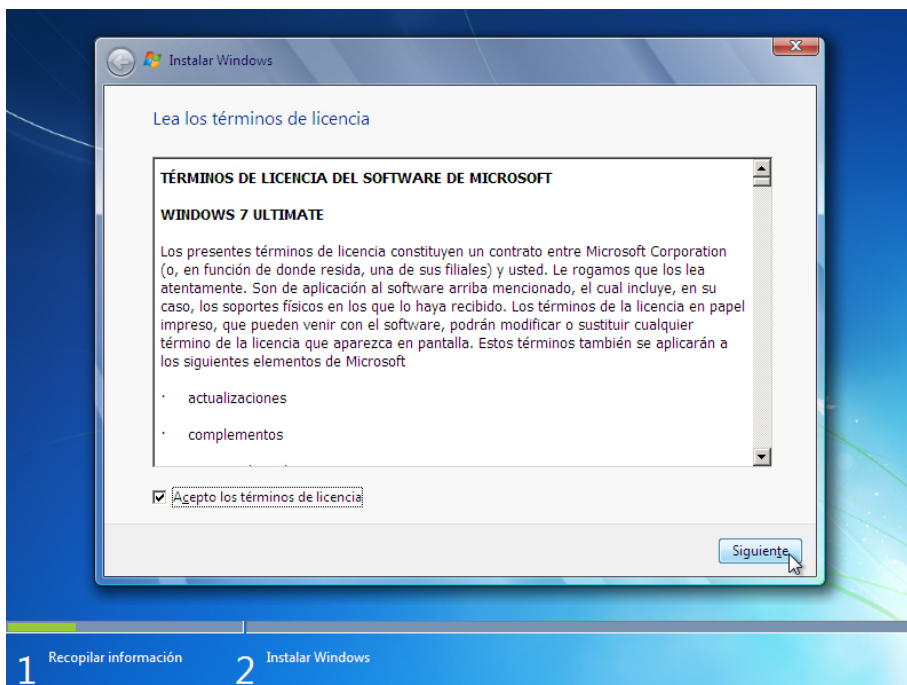 Instalar Windows
Lea los términos de licencia
TÉRMINOS DE LICENCIA DEL SOFTWARE DE MICROSOFT
WINDOWS 7 ULTIMATE
Los presentes términos de licencia constituyen un contrato entre Microsoft Corporation
(o, en función de donde resida, una de sus filiales) y usted. Le rogamos que los lea
atentamente. Son de aplicación al software arriba mencionado, el cual incluye, en su
caso, los soportes físicos en los que lo haya recibido. Los términos de la licencia en papel
impreso, que pueden venir con el software, podrán modificar o sustituir cualquier
término de la licencia que aparezca en pantalla. Estos términos también se aplicarán a
los siguientes elementos de Microsoft
· actualizaciones
· complementos
Acepto los términos de licencia
Siguiente
1 Recopilar información
2 Instalar Windows